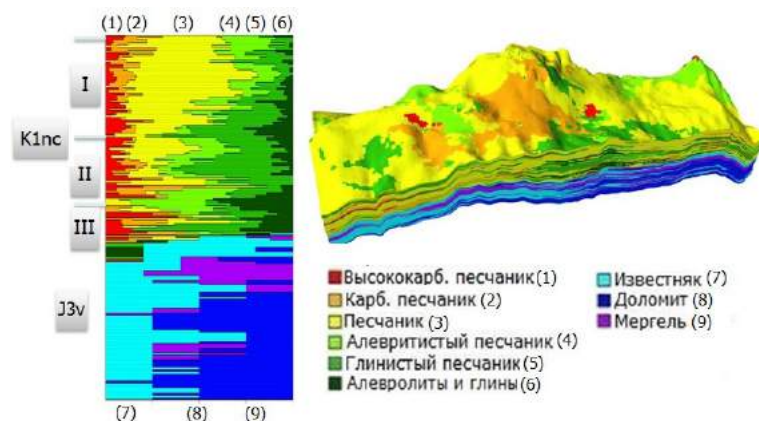 (1) (2) (3) (4) (5) (6)
I
K1nc
II
III
J3v
(7) (8) (9)
Высококарб. песчаник (1)
Карб. песчаник (2)
Песчаник (3)
Алевритистый песчаник (4)
Глинистый песчаник (5)
Алевролиты и глины (6)
Известняк (7)
Доломит (8)
Мергель (9)